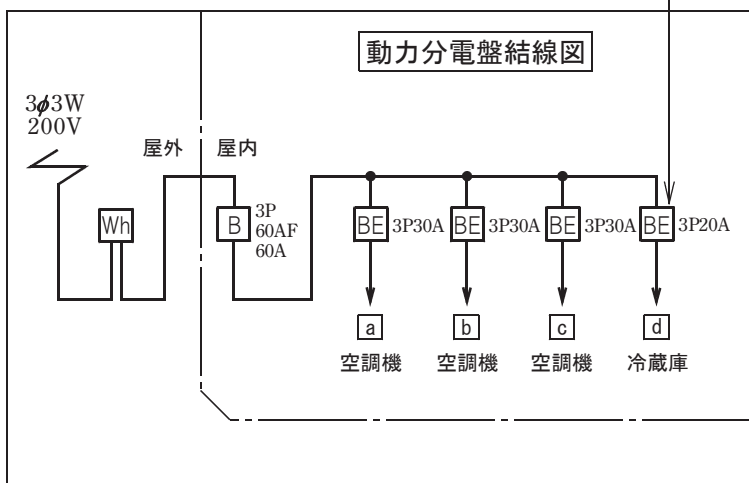 動力分電盤結線図
3φ3W
200V
屋外 屋内
Wh
B
3P
60AF
60A
BE 3P30A BE 3P30A BE 3P30A BE 3P20A
a b c d
空調機 空調機 空調機 冷蔵庫